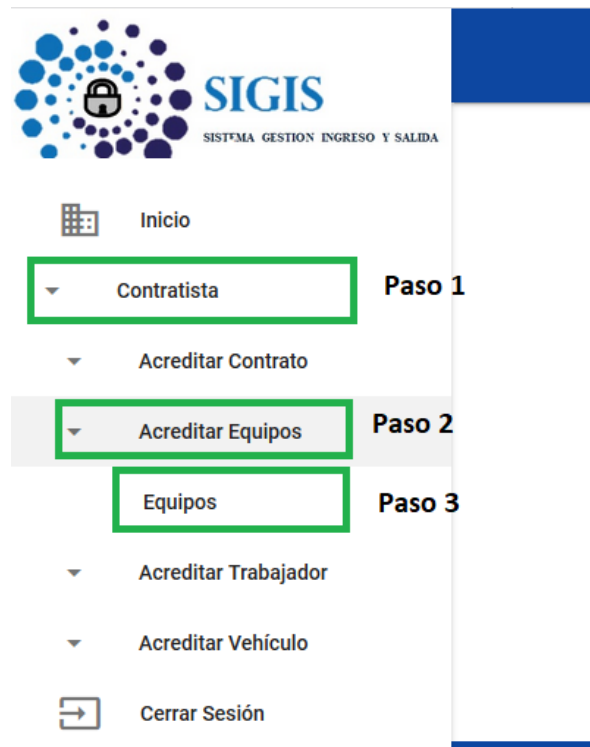 SIGIS
SISTEMA GESTION INGRESO Y SALIDA
Inicio
Contratista Paso 1
Acreditar Contrato
Acreditar Equipos Paso 2
Equipos Paso 3
Acreditar Trabajador
Acreditar Vehículo
Cerrar Sesión